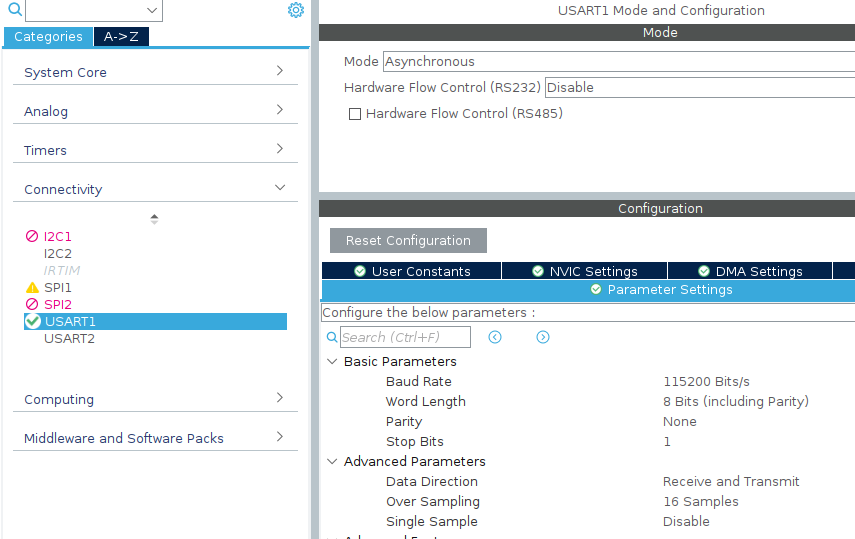 Categories
A->Z
System Core
Analog
Timers
Connectivity
I2C1
I2C2
IRTIM
SPI1
SPI2
USART1
USART2
Computing
Middleware and Software Packs
USART1 Mode and Configuration
Mode
Mode Asynchronous
Hardware Flow Control (RS232) Disable
Hardware Flow Control (RS485)
Configuration
Reset Configuration
User Constants
NVIC Settings
DMA Settings
Parameter Settings
Configure the below parameters :
Search (Ctrl+F)
Basic Parameters
Baud Rate 115200 Bits/s
Word Length 8 Bits (including Parity)
Parity None
Stop Bits 1
Advanced Parameters
Data Direction Receive and Transmit
Over Sampling 16 Samples
Single Sample Disable